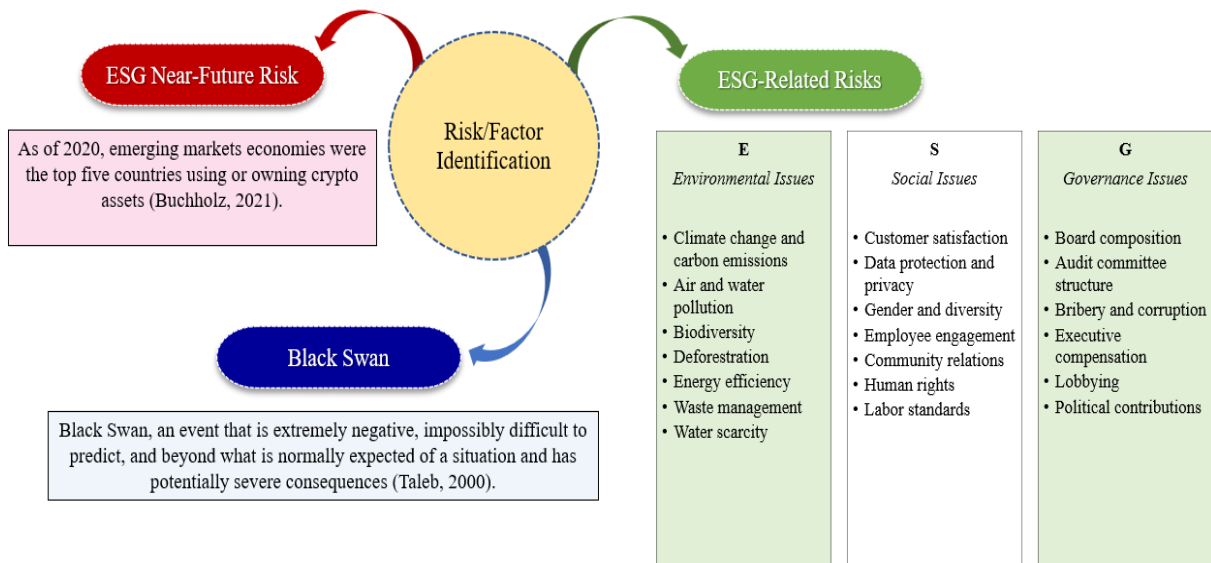 ESG Near-Future Risk
As of 2020, emerging markets economies were
the top five countries using or owning crypto
assets (Buchholz, 2021).
Risk/Factor
Identification
Black Swan
Black Swan, an event that is extremely negative, impossibly difficult to
predict, and beyond what is normally expected of a situation and has
potentially severe consequences (Taleb, 2000).
ESG-Related Risks
E
Environmental Issues
• Climate change and
carbon emissions
• Air and water
pollution
• Biodiversity
• Deforestration
• Energy efficiency
• Waste management
• Water scarcity
S
Social Issues
• Customer satisfaction
• Data protection and
privacy
• Gender and diversity
• Employee engagement
• Community relations
• Human rights
• Labor standards
G
Governance Issues
• Board composition
• Audit committee
structure
• Bribery and corruption
• Executive
compensation
• Lobbying
• Political contributions